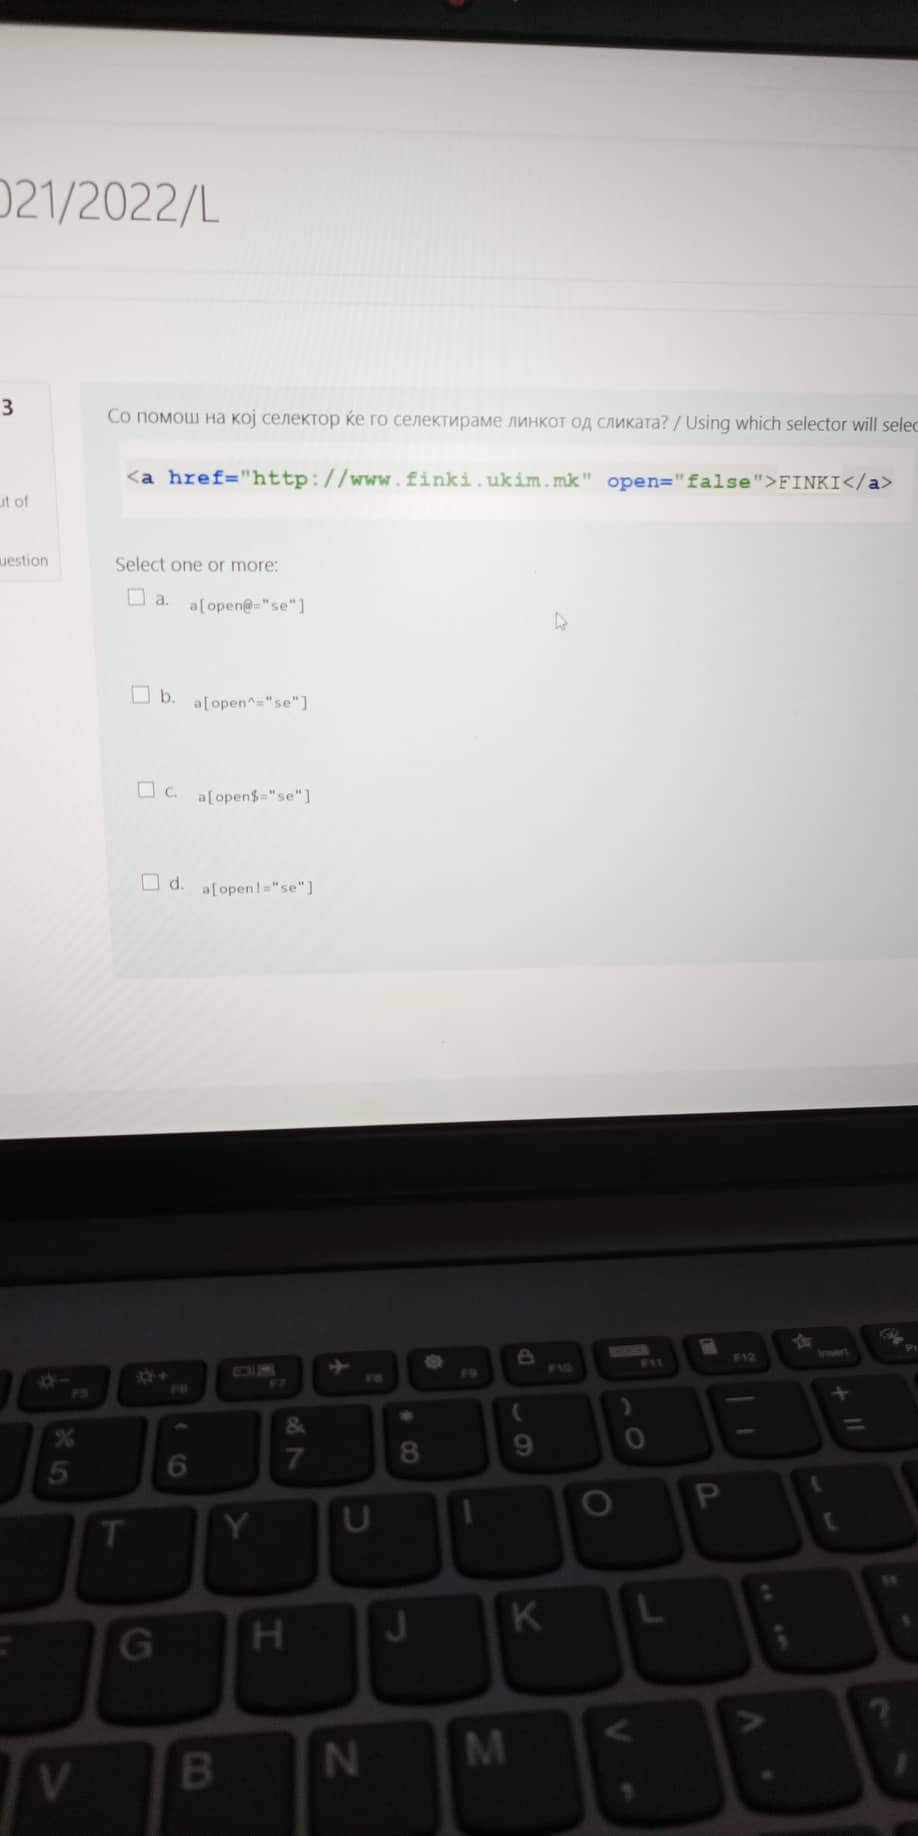 021/2022/L
3
ut of
uestion
Со помош на кој селектор ќе го селектираме линкот од сликата? / Using which selector will selec
<a href="http://www.finki.ukim.mk" open="false">FINKI</a>
Select one or more:
a. a[open@="se"]
b. a[open^="se"]
c. a[open$="se"]
d. a[open!="se"]
F5 F6 F7 F8 F9 F10 F11 F12 Insert
% ^ & * ( ) — +
5 6 7 8 9 0 - =
T Y U I O P { [
G H J K L : ;
V B N M < , > . ? /